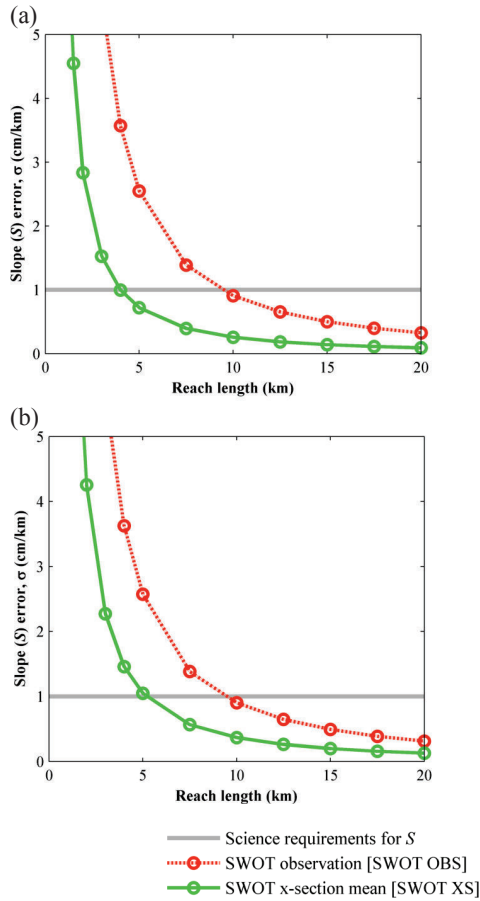 (a)
5
4
3
2
1
0
Slope (S) error, σ (cm/km)
0 5 10 15 20
Reach length (km)
(b)
5
4
3
2
1
0
Slope (S) error, σ (cm/km)
0 5 10 15 20
Reach length (km)
Science requirements for S
SWOT observation [SWOT OBS]
SWOT x-section mean [SWOT XS]